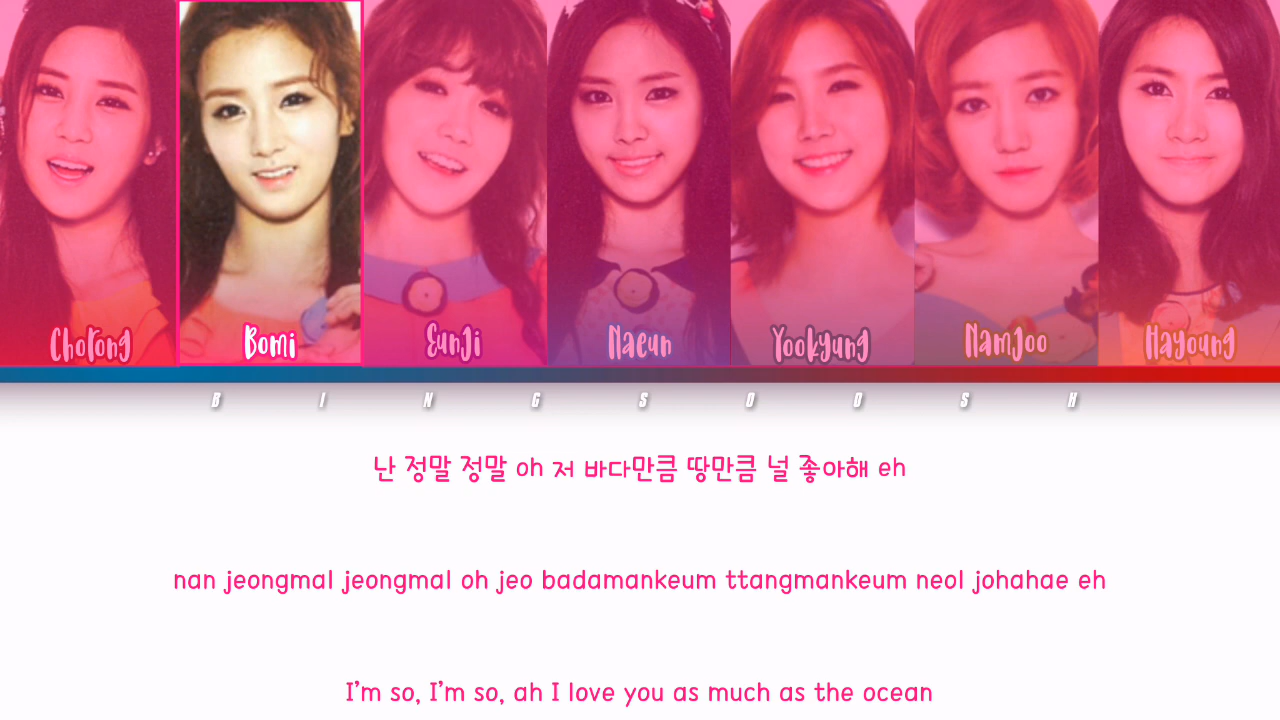 Chorong Bomi EunJi Naeun Yookyung NamJoo Hayoung
B I N G S O O S H
난 정말 정말 oh 저 바다만큼 땅만큼 널 좋아해 eh
nan jeongmal jeongmal oh jeo badamankeum ttangmankeum neol johahae eh
I'm so, I'm so, ah I love you as much as the ocean